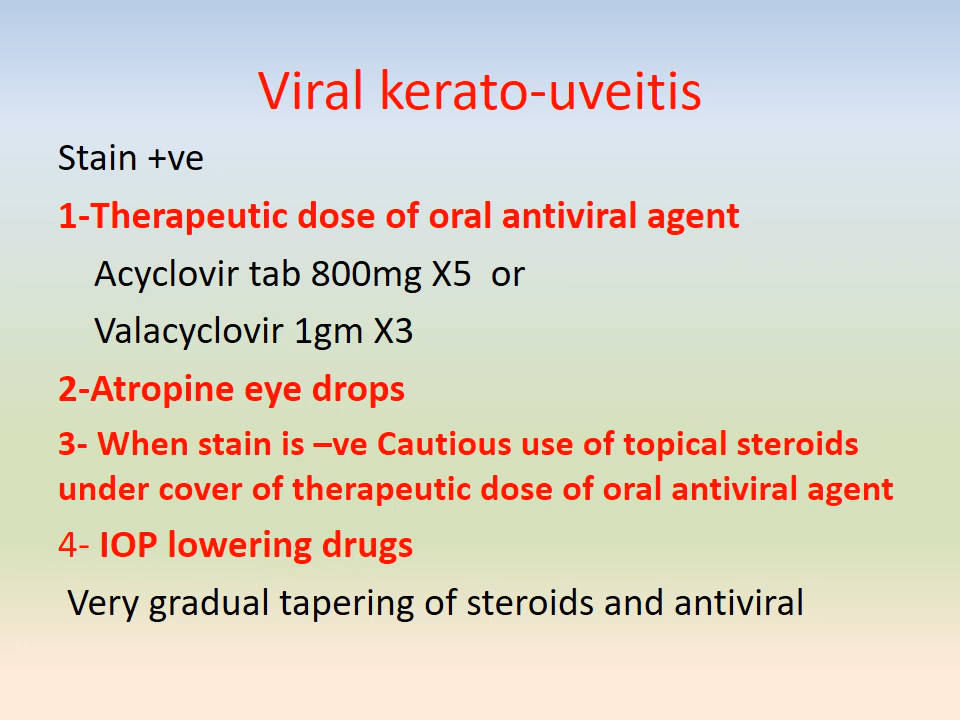 Viral kerato-uveitis
Stain +ve
1-Therapeutic dose of oral antiviral agent
Acyclovir tab 800mg X5  or
Valacyclovir 1gm X3
2-Atropine eye drops
3- When stain is –ve Cautious use of topical steroids
under cover of therapeutic dose of oral antiviral agent
4- IOP lowering drugs
Very gradual tapering of steroids and antiviral